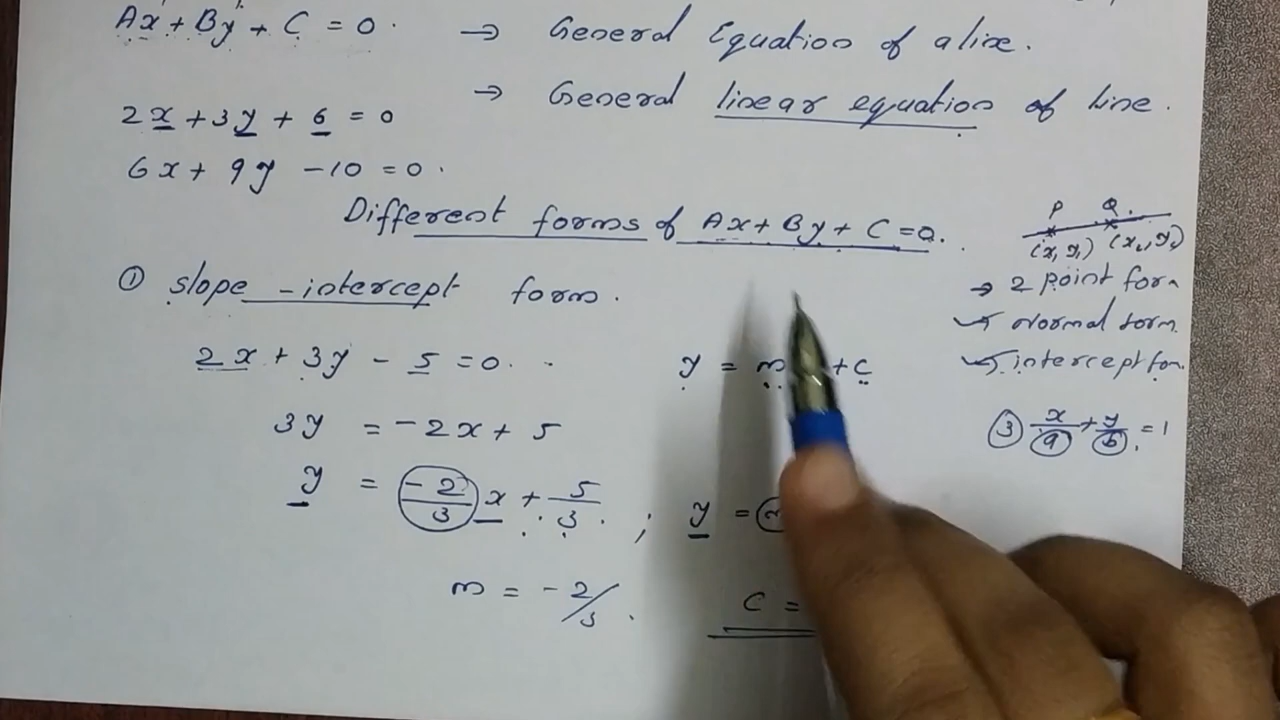 Ax + By + C = 0. → General Equation of a line.
→ General linear equation of line.
2x + 3y + 6 = 0
6x + 9y - 10 = 0.
Different forms of Ax + By + C = 0.
P Q.
(x₁ y₁) (x₂, y₂)
① slope - intercept form.
→ 2 point form
Normal form
intercept for
2x + 3y - 5 = 0.
y = m + c
3y = -2x + 5
③ x/a + y/b = 1
y = -2/3 x + 5/3 ; y =
m = -2/3.
C =